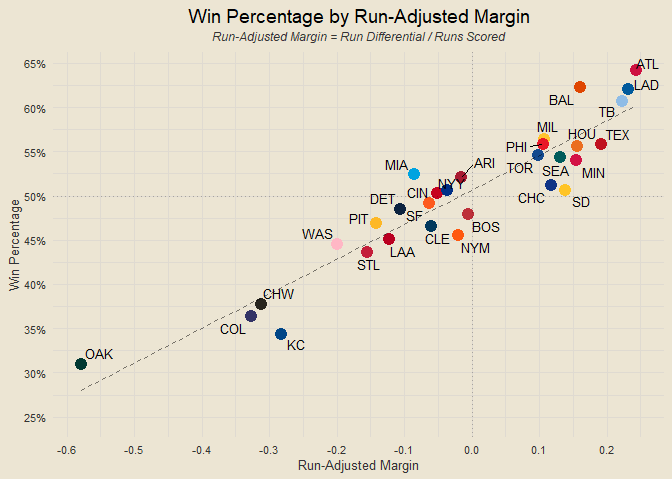 Win Percentage by Run-Adjusted Margin
Run-Adjusted Margin = Run Differential / Runs Scored
65%
60%
55%
50%
45%
40%
35%
30%
25%
Win Percentage
ATL
LAD
BAL
TB
MIL
HOU
TEX
PHI
TOR
SEA
MIN
CHC
SD
MIA
ARI
NYY
CIN
DET
SF
BOS
PIT
WAS
CLE
NYM
LAA
STL
CHW
COL
KC
OAK
-0.6
-0.5
-0.4
-0.3
-0.2
-0.1
0.0
0.1
0.2
Run-Adjusted Margin